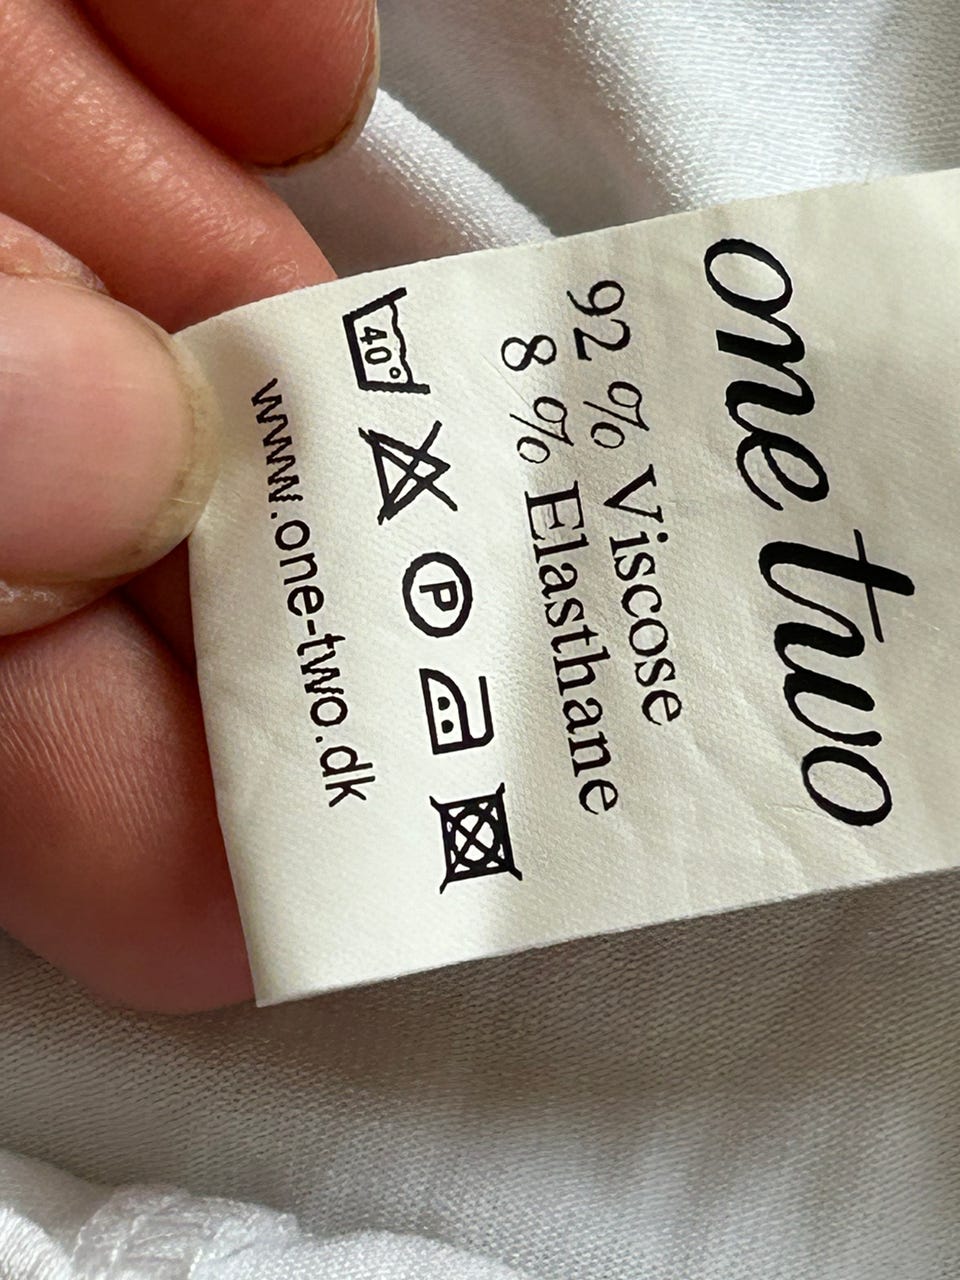 one two
92 % Viscose
8 % Elasthane
40°
P
www.one-two.dk